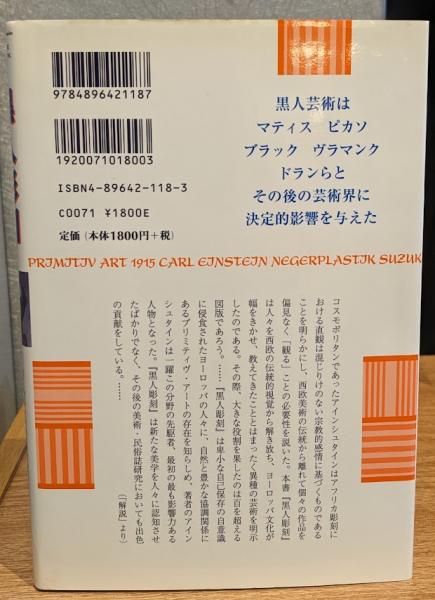 9784896421187
1920071018003
ISBN4-89642-118-3
C0071 ¥1800E
定価(本体1800円+税)
黒人芸術は
マティス ピカソ
ブラック ヴラマンク
ドランらと
その後の芸術界に
決定的影響を与えた
PRIMITIV ART 1915 CARL EINSTEIN NEGERPLASTIK SUZUK
コスモポリタンであったアインシュタインはアフリカ彫刻に
おける直観は混じりけのない宗教的感情に基づくものである
ことを明らかにし、西欧美術の伝統から離れて個々の作品を
偏見なく「観る」ことの必要性を説いた。本書『黒人彫刻』
は人々を西欧の伝統的視覚から解き放ち、ヨーロッパ文化が
幅をきかせ、教えてきたこととはまったく異種の芸術を明示
したのである。その際、大きな役割を果したのは百を超える
図版であろう。……『黒人彫刻』は卑小な自己保存の自意識
に侵食されたヨーロッパの人々に、自然と豊かな協調関係に
あるプリミティヴ・アートの存在を知らしめ、著者のアイン
シュタインは一躍この分野の先駆者、最初の最も影響力ある
人物となった。『黒人彫刻』は新たな美学を人々に認知させ
たばかりでなく、その後の美術・民俗誌研究においても出色
の貢献をしている。……
(「解説」より)